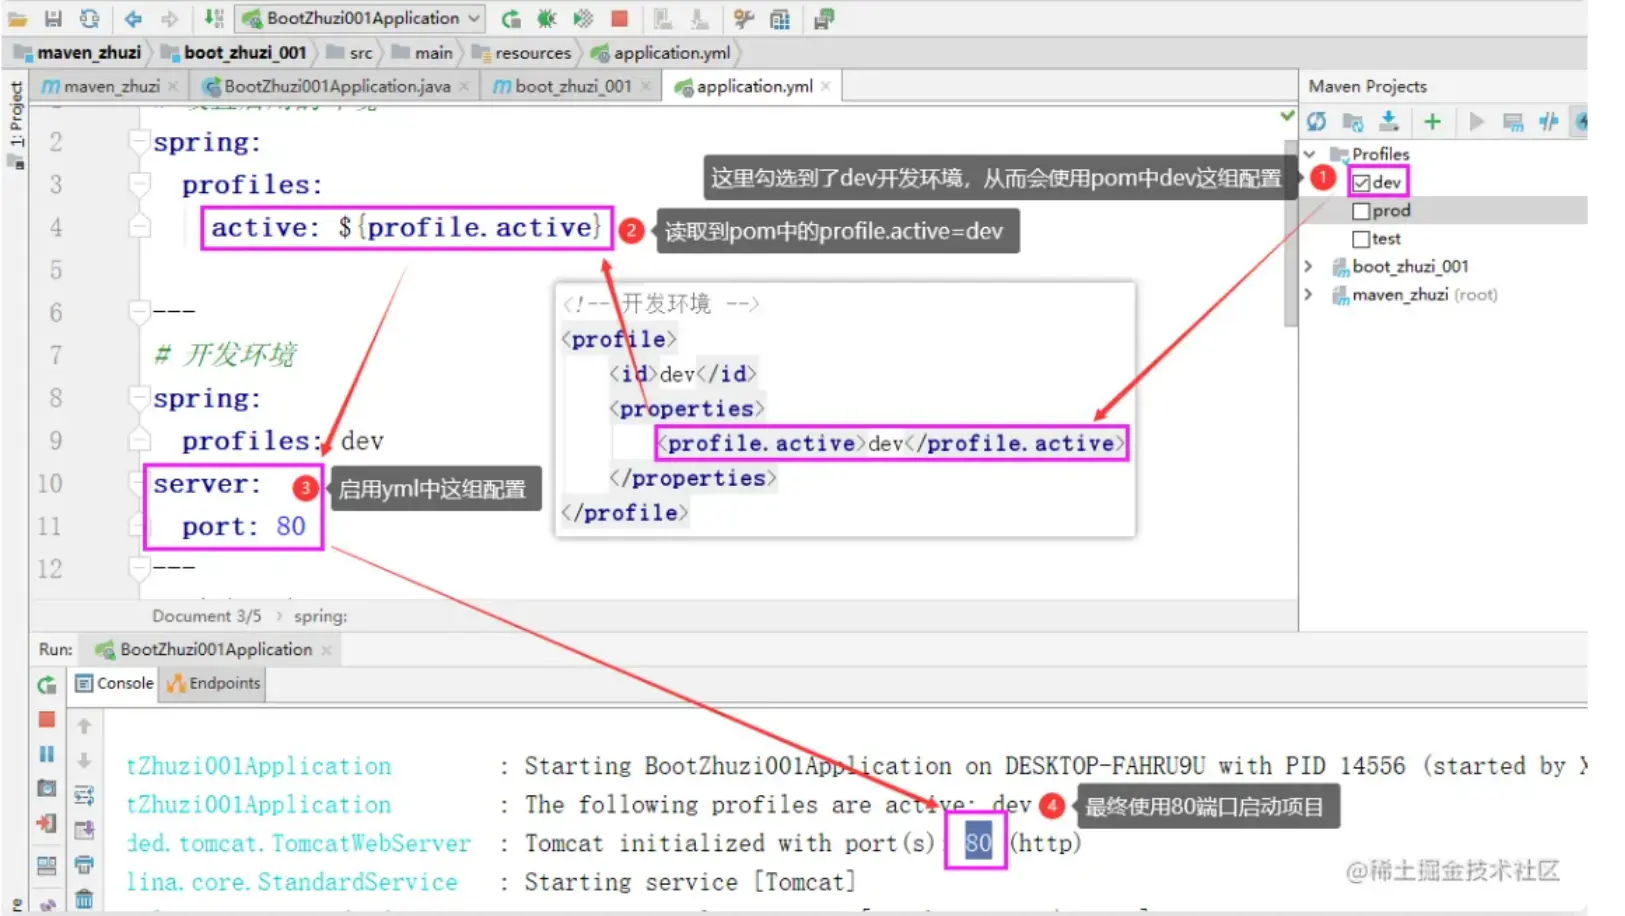 BootZhuzi001Application
maven_zhuzi boot_zhuzi_001 src main resources application.yml
maven_zhuzi BootZhuzi001Application.java boot_zhuzi_001 application.yml
Maven Projects
1: Project
2 spring:
3 profiles:
4 active: ${profile.active}
5
6 ---
7 # 开发环境
8 spring:
9 profiles: dev
10 server:
11 port: 80
12 ---
1
这里勾选到了dev开发环境，从而会使用pom中dev这组配置
2
读取到pom中的profile.active=dev
3
启用yml中这组配置
<!-- 开发环境 -->
<profile>
<id>dev</id>
<properties>
<profile.active>dev</profile.active>
</properties>
</profile>
Profiles
dev
prod
test
boot_zhuzi_001
maven_zhuzi (root)
Document 3/5 › spring:
Run: BootZhuzi001Application
Console Endpoints
tZhuzi001Application : Starting BootZhuzi001Application on DESKTOP-FAHRU9U with PID 14556 (started by X
tZhuzi001Application : The following profiles are active: dev
4
最终使用80端口启动项目
ded.tomcat.TomcatWebServer : Tomcat initialized with port(s) 80 (http)
lina.core.StandardService : Starting service [Tomcat]
@稀土掘金技术社区